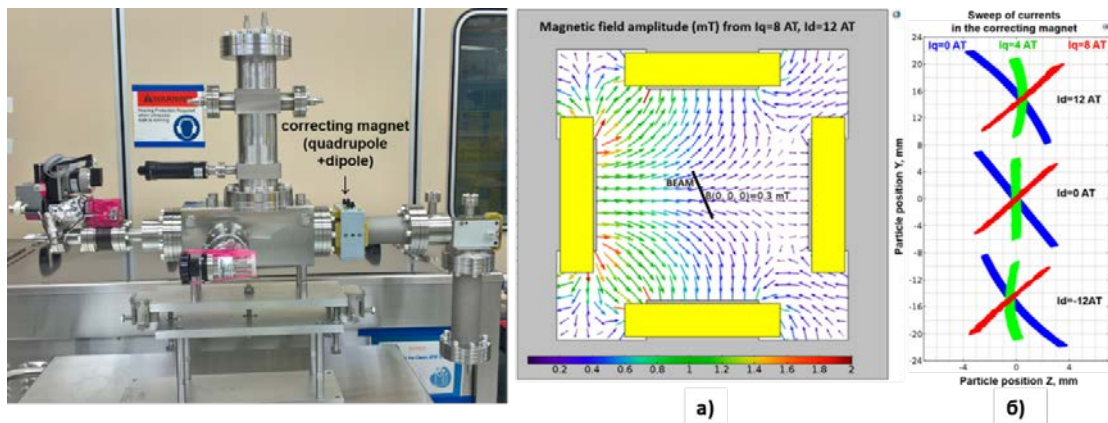 WARNING
Hearing Protection Required
correcting magnet
(quadrupole
+dipole)
Magnetic field amplitude (mT) from Iq=8 AT, Id=12 AT
BEAM
B(0, 0, 0)=0.3 mT
0.2 0.4 0.6 0.8 1 1.2 1.4 1.6 1.8 2
а)
Sweep of currents
in the correcting magnet
Iq=0 AT Iq=4 AT Iq=8 AT
Id=12 AT
Id=0 AT
Id=-12AT
Particle position Y, mm
24
20
16
12
8
4
0
-4
-8
-12
-16
-20
-24
-4 0 4
Particle position Z, mm
б)